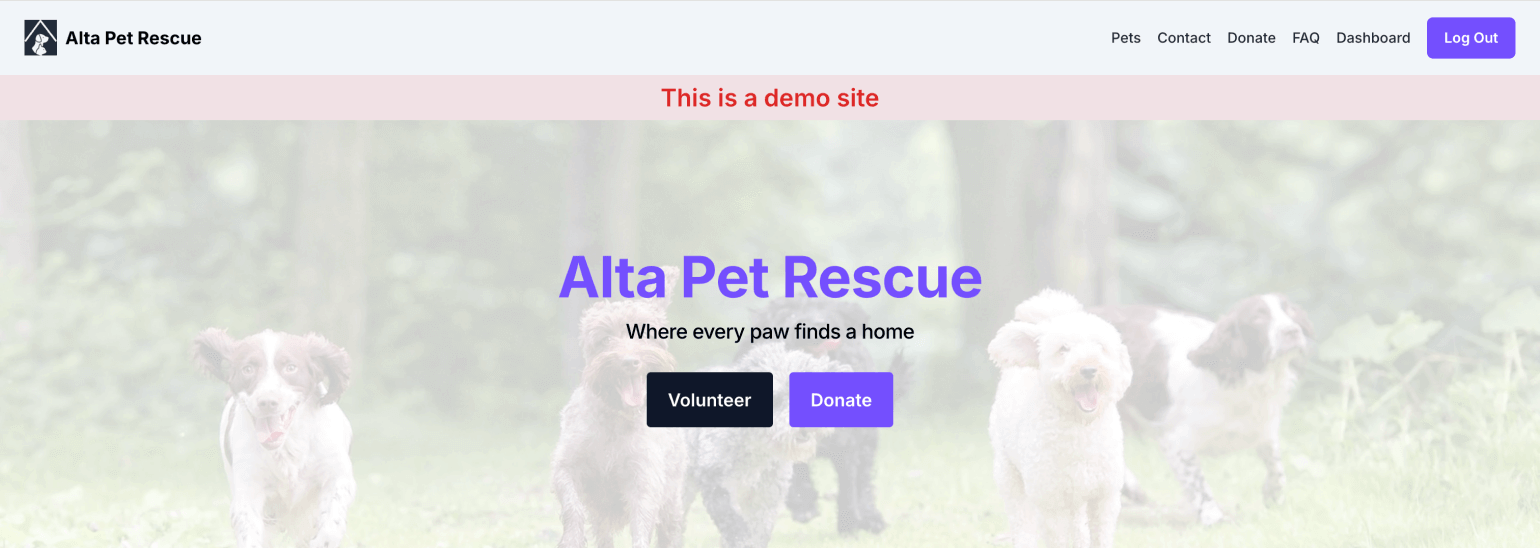 Alta Pet Rescue
Pets Contact Donate FAQ Dashboard Log Out
This is a demo site
Alta Pet Rescue
Where every paw finds a home
Volunteer Donate